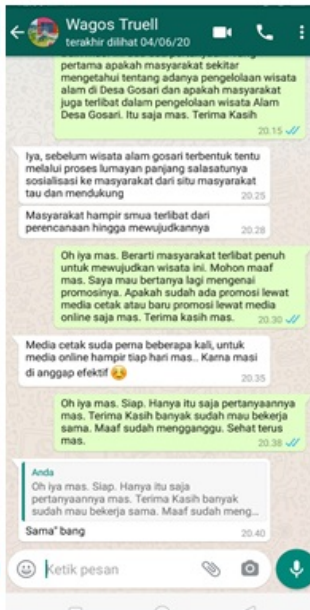 Wagos Truell
terakhir dilihat 04/06/20
pertama apakah masyarakat sekitar
mengetahui tentang adanya pengelolaan wisata
alam di Desa Gosari dan apakah masyarakat
juga terlibat dalam pengelolaan wisata Alam
Desa Gosari. Itu saja mas. Terima Kasih
20.15
Iya, sebelum wisata alam gosari terbentuk tentu
melalui proses lumayan panjang salasatunya
sosialisasi ke masyarakat dari situ masyarakat
tau dan mendukung
20.25
Masyarakat hampir smua terlibat dari
perencanaan hingga mewujudkannya
20.28
Oh iya mas. Berarti masyarakat terlibat penuh
untuk mewujudkan wisata ini. Mohon maaf
mas. Saya mau bertanya lagi mengenai
promosinya. Apakah sudah ada promosi lewat
media cetak atau baru promosi lewat media
online saja mas. Terima kasih mas.
20.30
Media cetak suda perna beberapa kali, untuk
media online hampir tiap hari mas.. Karna masi
di anggap efektif 😥
20.35
Oh iya mas. Siap. Hanya itu saja pertanyaannya
mas. Terima Kasih banyak sudah mau bekerja
sama. Maaf sudah mengganggu. Sehat terus
mas.
20.38
Anda
Oh iya mas. Siap. Hanya itu saja
pertanyaannya mas. Terima Kasih banyak
sudah mau bekerja sama. Maaf sudah meng...
Sama" bang
20.40
Ketik pesan